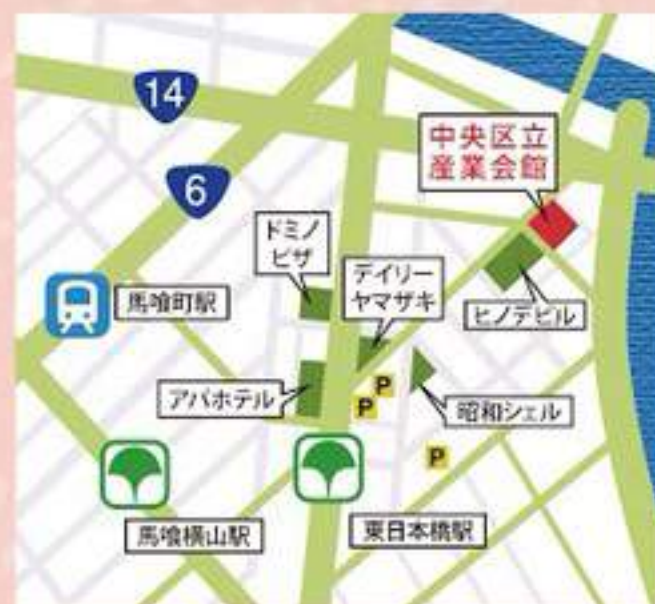 14
中央区立
産業会館
6
ドミノ
ピザ
デイリー
ヤマザキ
馬喰町駅
ヒノデビル
アパホテル
P
P
昭和シェル
P
馬喰横山駅
東日本橋駅